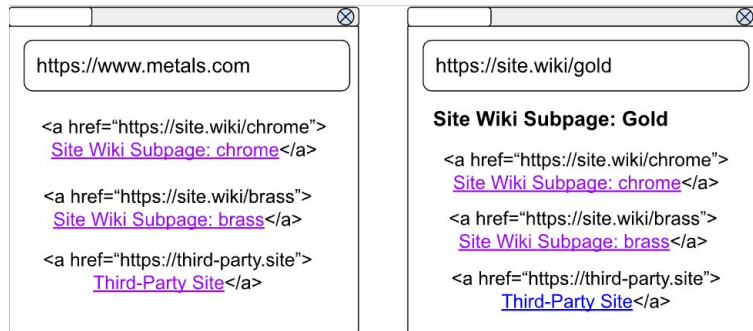 https://www.metals.com
<a href=“https://site.wiki/chrome”>
Site Wiki Subpage: chrome</a>
<a href=“https://site.wiki/brass”>
Site Wiki Subpage: brass</a>
<a href=“https://third-party.site”>
Third-Party Site</a>
https://site.wiki/gold
Site Wiki Subpage: Gold
<a href=“https://site.wiki/chrome”>
Site Wiki Subpage: chrome</a>
<a href=“https://site.wiki/brass”>
Site Wiki Subpage: brass</a>
<a href=“https://third-party.site”>
Third-Party Site</a>